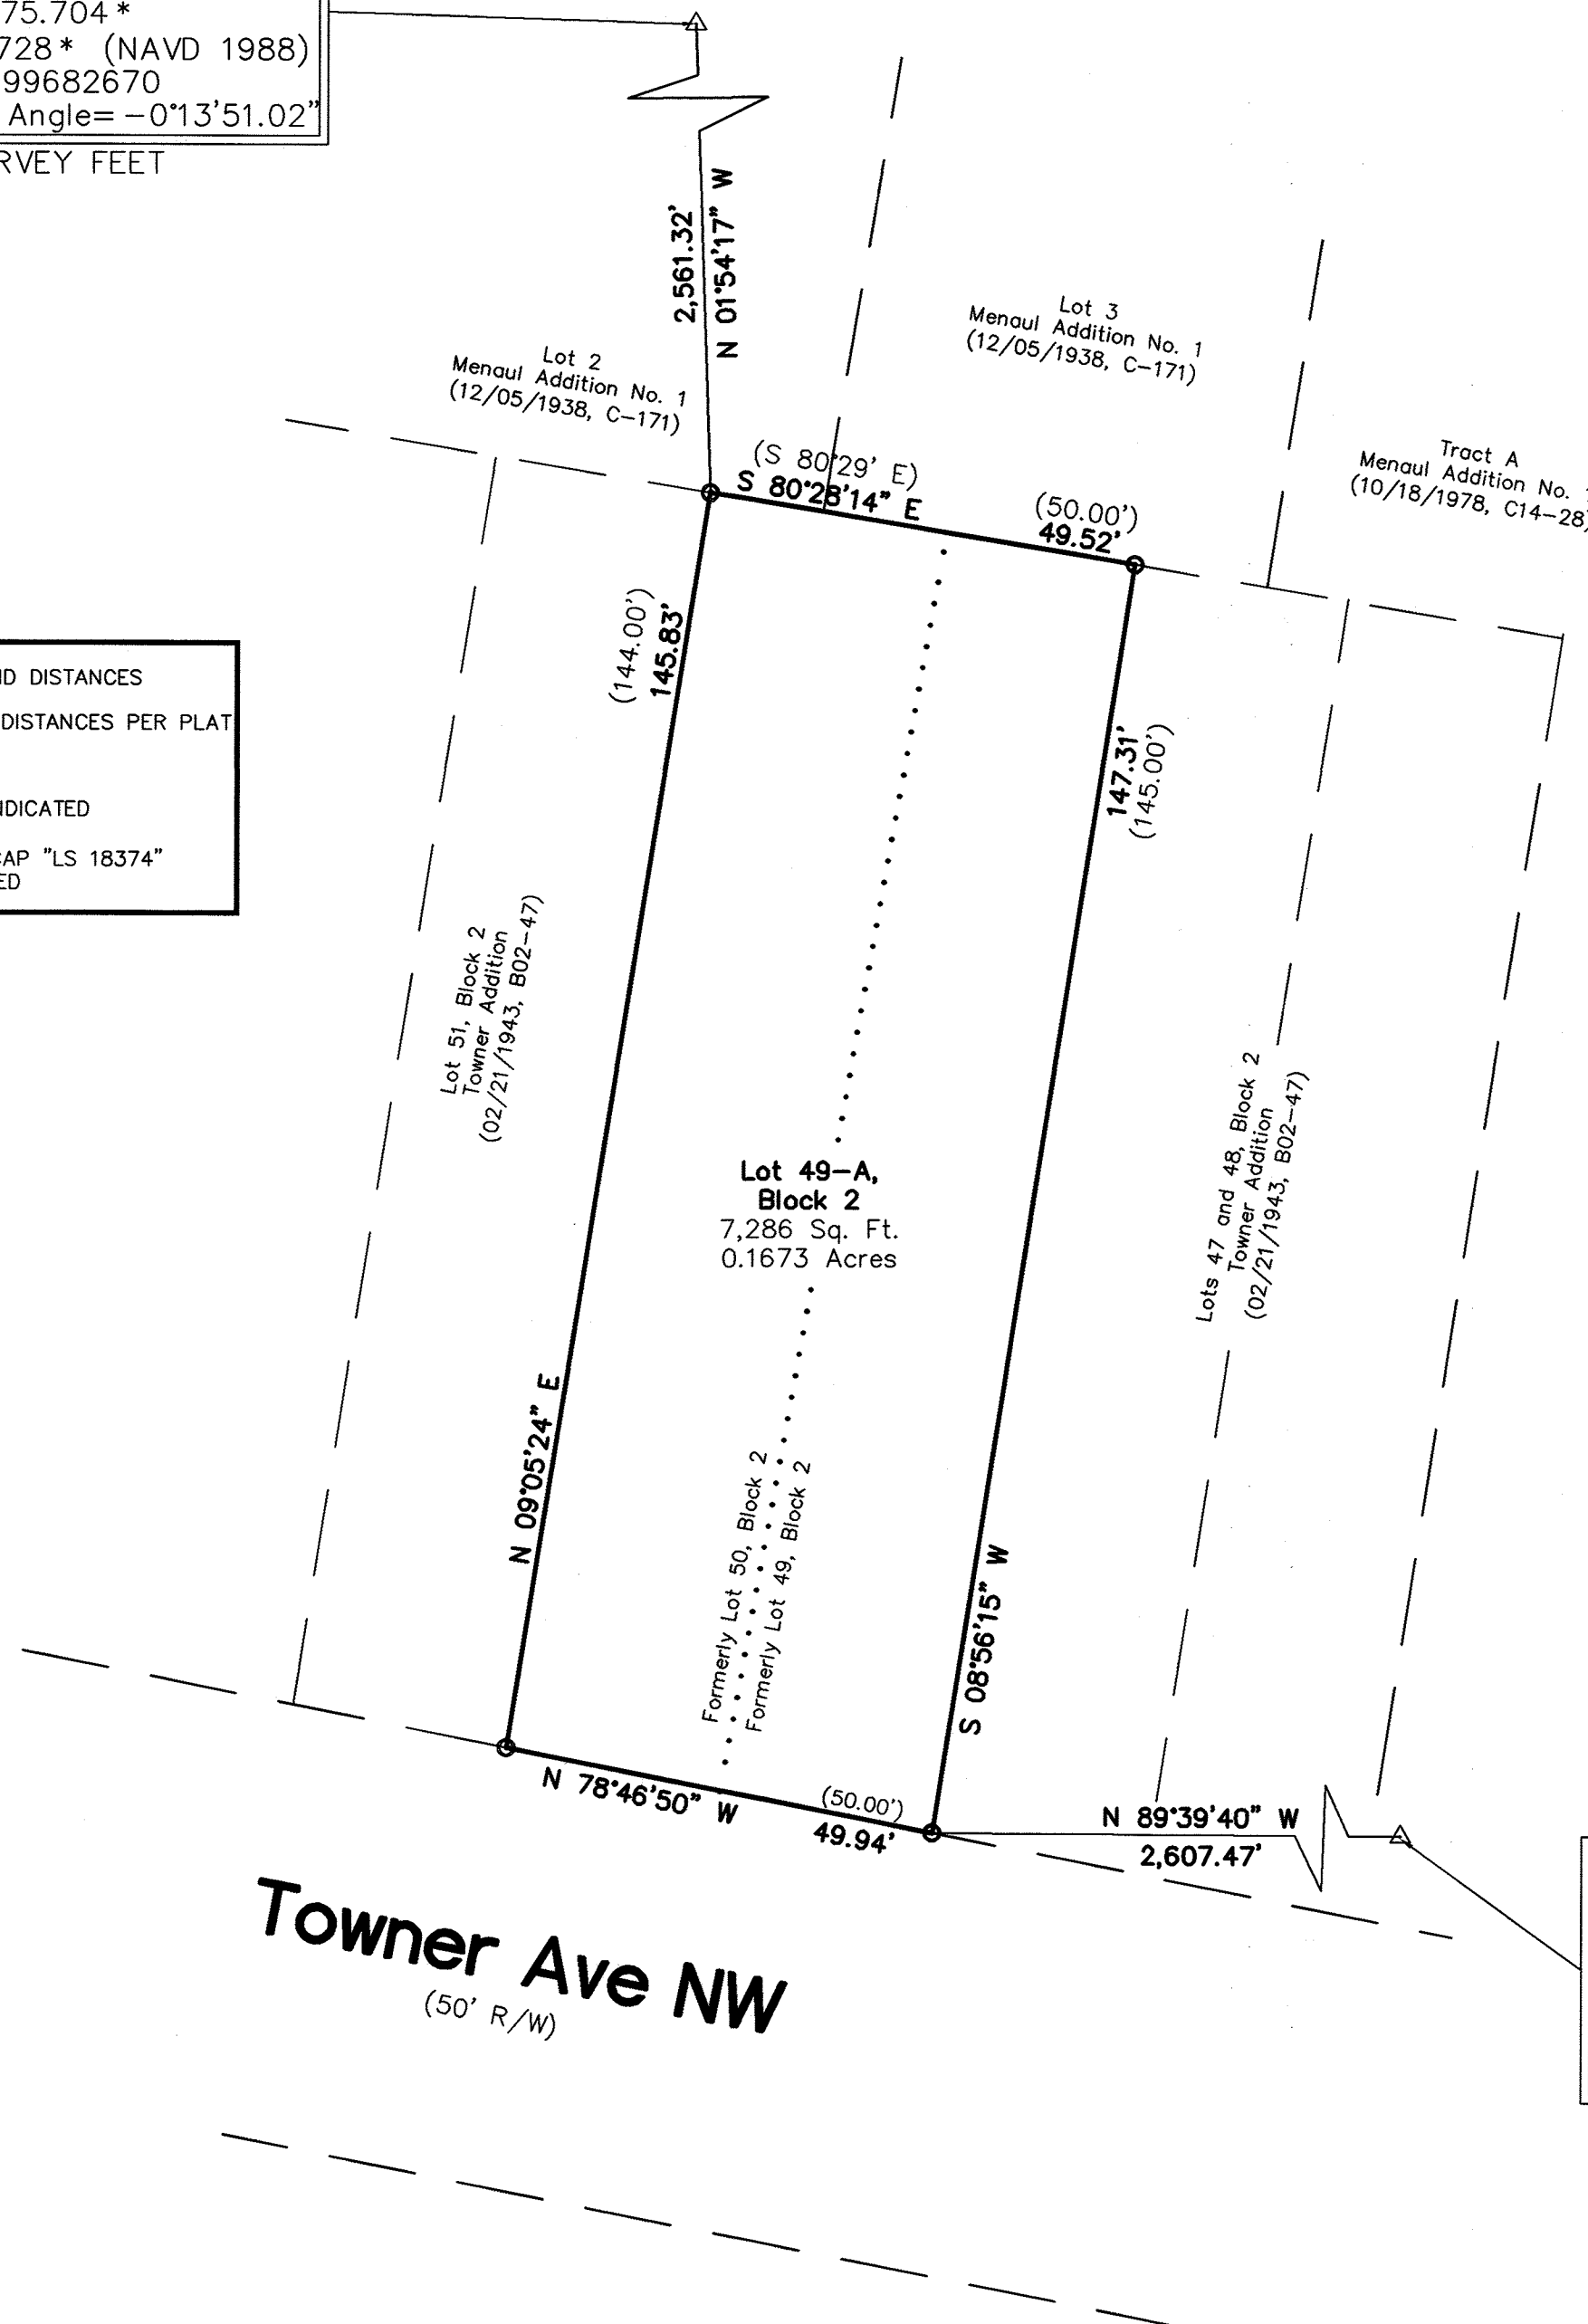 75.704*
728* (NAVD 1988)
99682670
Angle= -0°13'51.02"
RVEY FEET
2,561.32'
N 01°54'17" W
Lot 2
Menaul Addition No. 1
(12/05/1938, C-171)
Lot 3
Menaul Addition No. 1
(12/05/1938, C-171)
Tract A
Menaul Addition No.
(10/18/1978, C14-28)
(S 80°29' E)
S 80°28'14" E
(50.00')
49.52'
(144.00')
145.83'
147.31'
(145.00')
ND DISTANCES
DISTANCES PER PLAT
NDICATED
CAP "LS 18374"
ED
Lot 51, Block 2
Towner Addition
(02/21/1943, B02-47)
Lot 49-A,
Block 2
7,286 Sq. Ft.
0.1673 Acres
Lots 47 and 48, Block 2
Towner Addition
(02/21/1943, B02-47)
N 09°05'24" E
Formerly Lot 50, Block 2
Formerly Lot 49, Block 2
S 08°56'15" W
N 78°46'50" W
(50.00')
49.94'
N 89°39'40" W
2,607.47'
Towner Ave NW
(50' R/W)